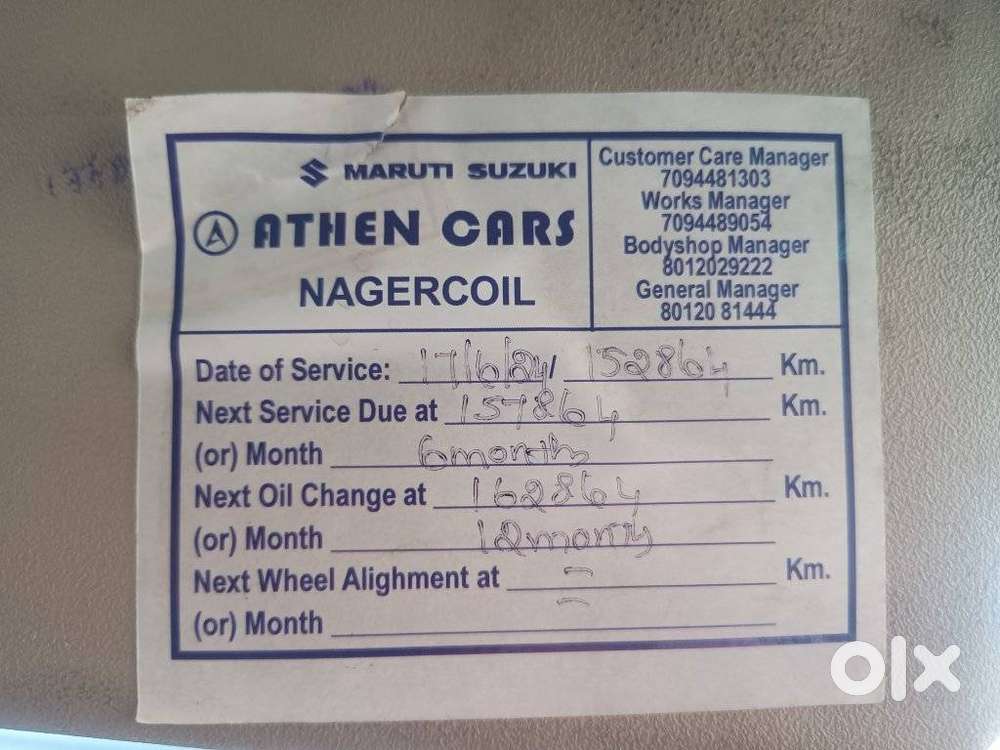 MARUTI SUZUKI
ATHEN CARS
NAGERCOIL
Customer Care Manager
7094481303
Works Manager
7094489054
Bodyshop Manager
8012029222
General Manager
80120 81444
Date of Service: 17/6/24/ 152864 Km.
Next Service Due at 157864 Km.
(or) Month 6months
Next Oil Change at 162864 Km.
(or) Month 12month
Next Wheel Alighment at - Km.
(or) Month -
olx